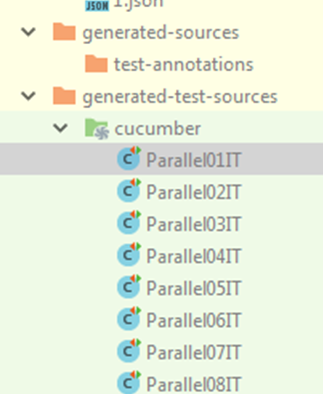 1.json
generated-sources
test-annotations
generated-test-sources
cucumber
C Parallel01IT
C Parallel02IT
C Parallel03IT
C Parallel04IT
C Parallel05IT
C Parallel06IT
C Parallel07IT
C Parallel08IT